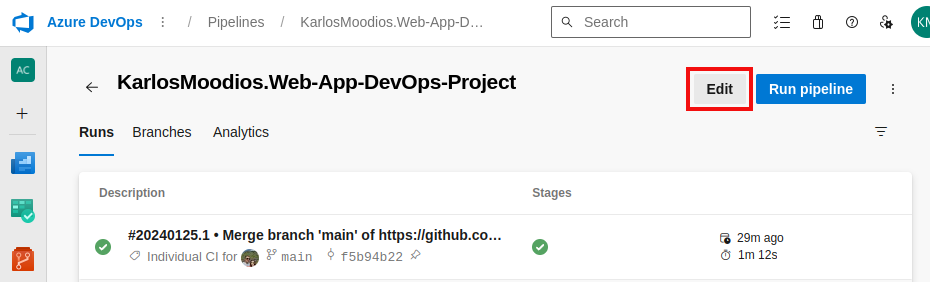 Azure DevOps / Pipelines / KarlosMoodios.Web-App-D… Search KM
AC
KarlosMoodios.Web-App-DevOps-Project Edit Run pipeline
Runs Branches Analytics
Description Stages
#20240125.1 • Merge branch 'main' of https://github.co…
Individual CI for main f5b94b22
29m ago
1m 12s